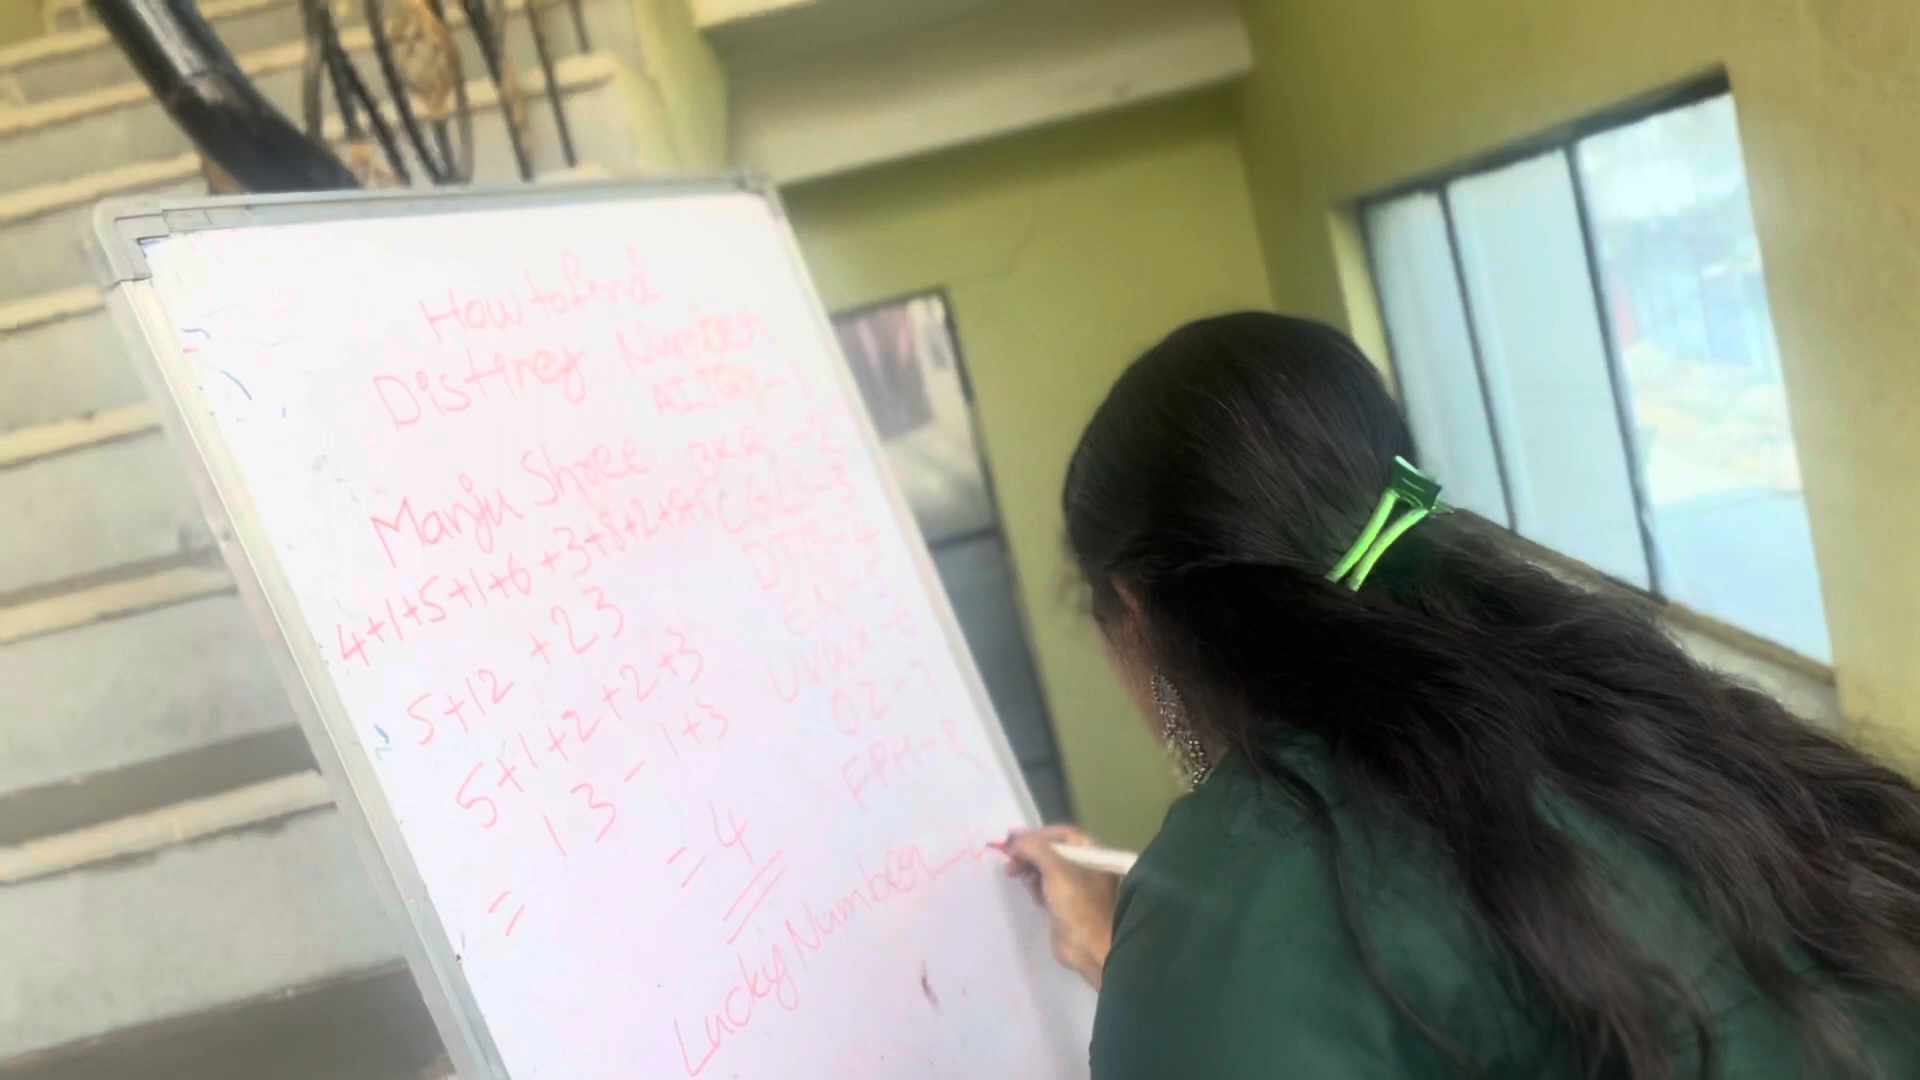 How to find
Distiney Number
Manju Shree
4+1+5+1+6+3+8+2+5+5
5+12 +23
5+1+2+2+3
= 13 - 1+3
= 4
AIJQY-1
BKR-2
CGLS-3
DTM-4
EN-5
UVWX-6
OZ-7
FPH-8
Lucky Number